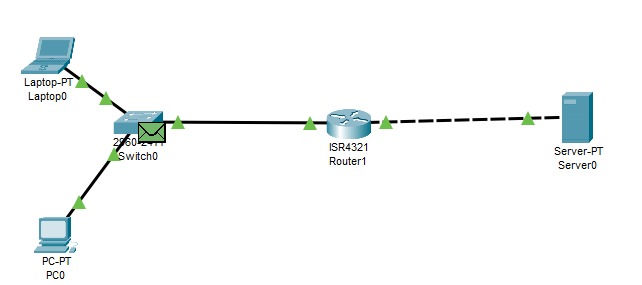 Laptop-PT
Laptop0
Switch0
ISR4321
Router1
Server-PT
Server0
PC-PT
PC0